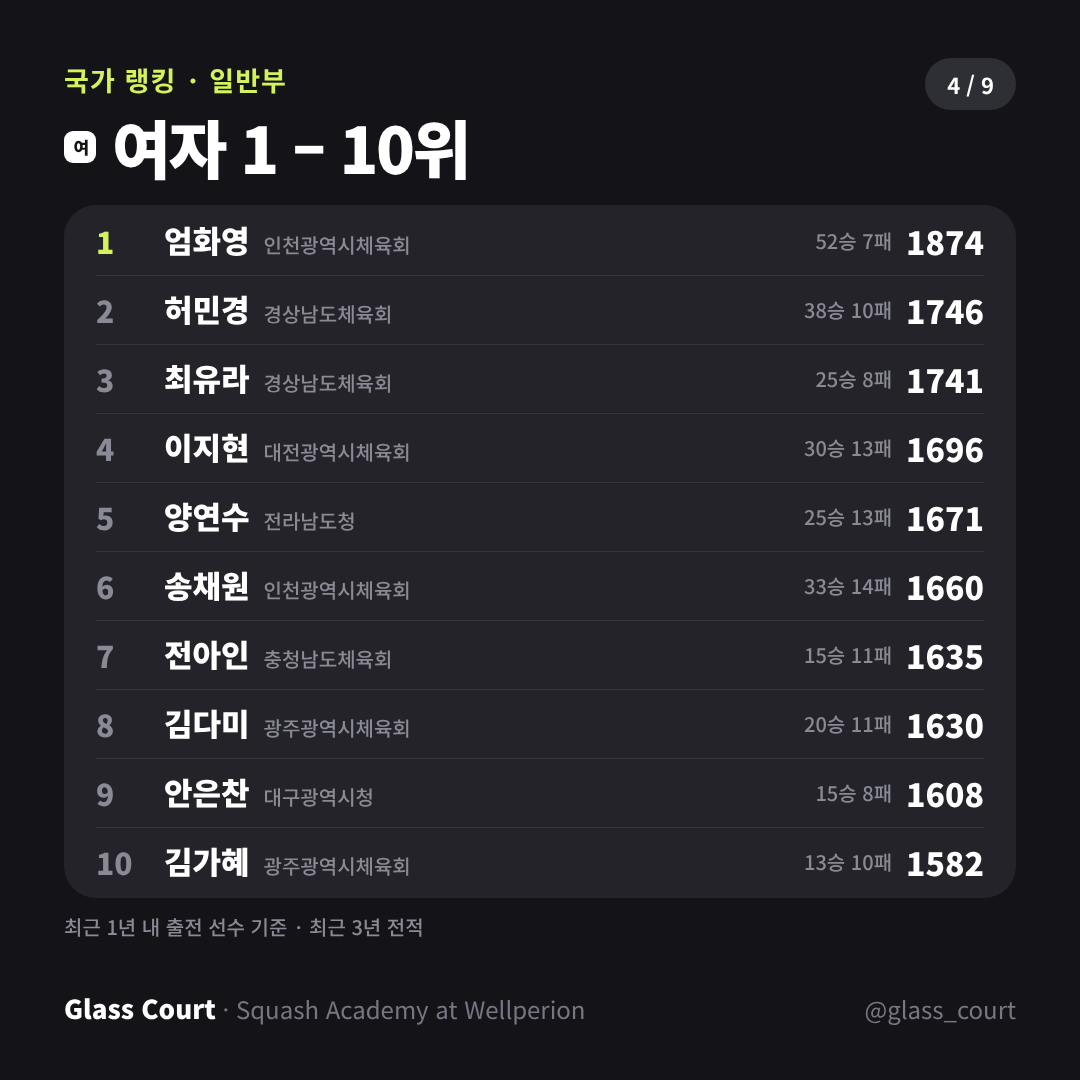 국가 랭킹 · 일반부
4 / 9
여 여자 1 – 10위
1 엄화영 인천광역시체육회 52승 7패 1874
2 허민경 경상남도체육회 38승 10패 1746
3 최유라 경상남도체육회 25승 8패 1741
4 이지현 대전광역시체육회 30승 13패 1696
5 양연수 전라남도청 25승 13패 1671
6 송채원 인천광역시체육회 33승 14패 1660
7 전아인 충청남도체육회 15승 11패 1635
8 김다미 광주광역시체육회 20승 11패 1630
9 안은찬 대구광역시청 15승 8패 1608
10 김가혜 광주광역시체육회 13승 10패 1582
최근 1년 내 출전 선수 기준 · 최근 3년 전적
Glass Court · Squash Academy at Wellperion
@glass_court